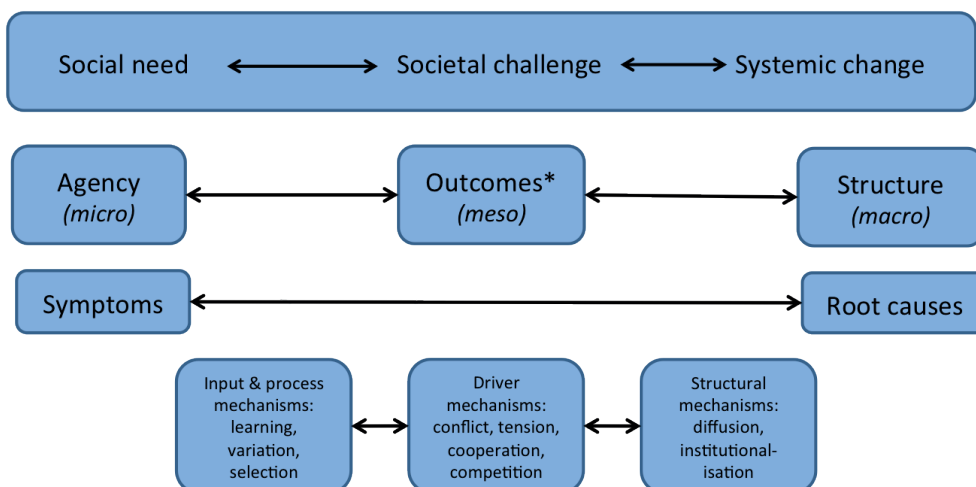 Social need
Societal challenge
Systemic change
Agency
(micro)
Outcomes*
(meso)
Structure
(macro)
Symptoms
Root causes
Input & process
mechanisms:
learning,
variation,
selection
Driver
mechanisms:
conflict, tension,
cooperation,
competition
Structural
mechanisms:
diffusion,
institutional-
isation